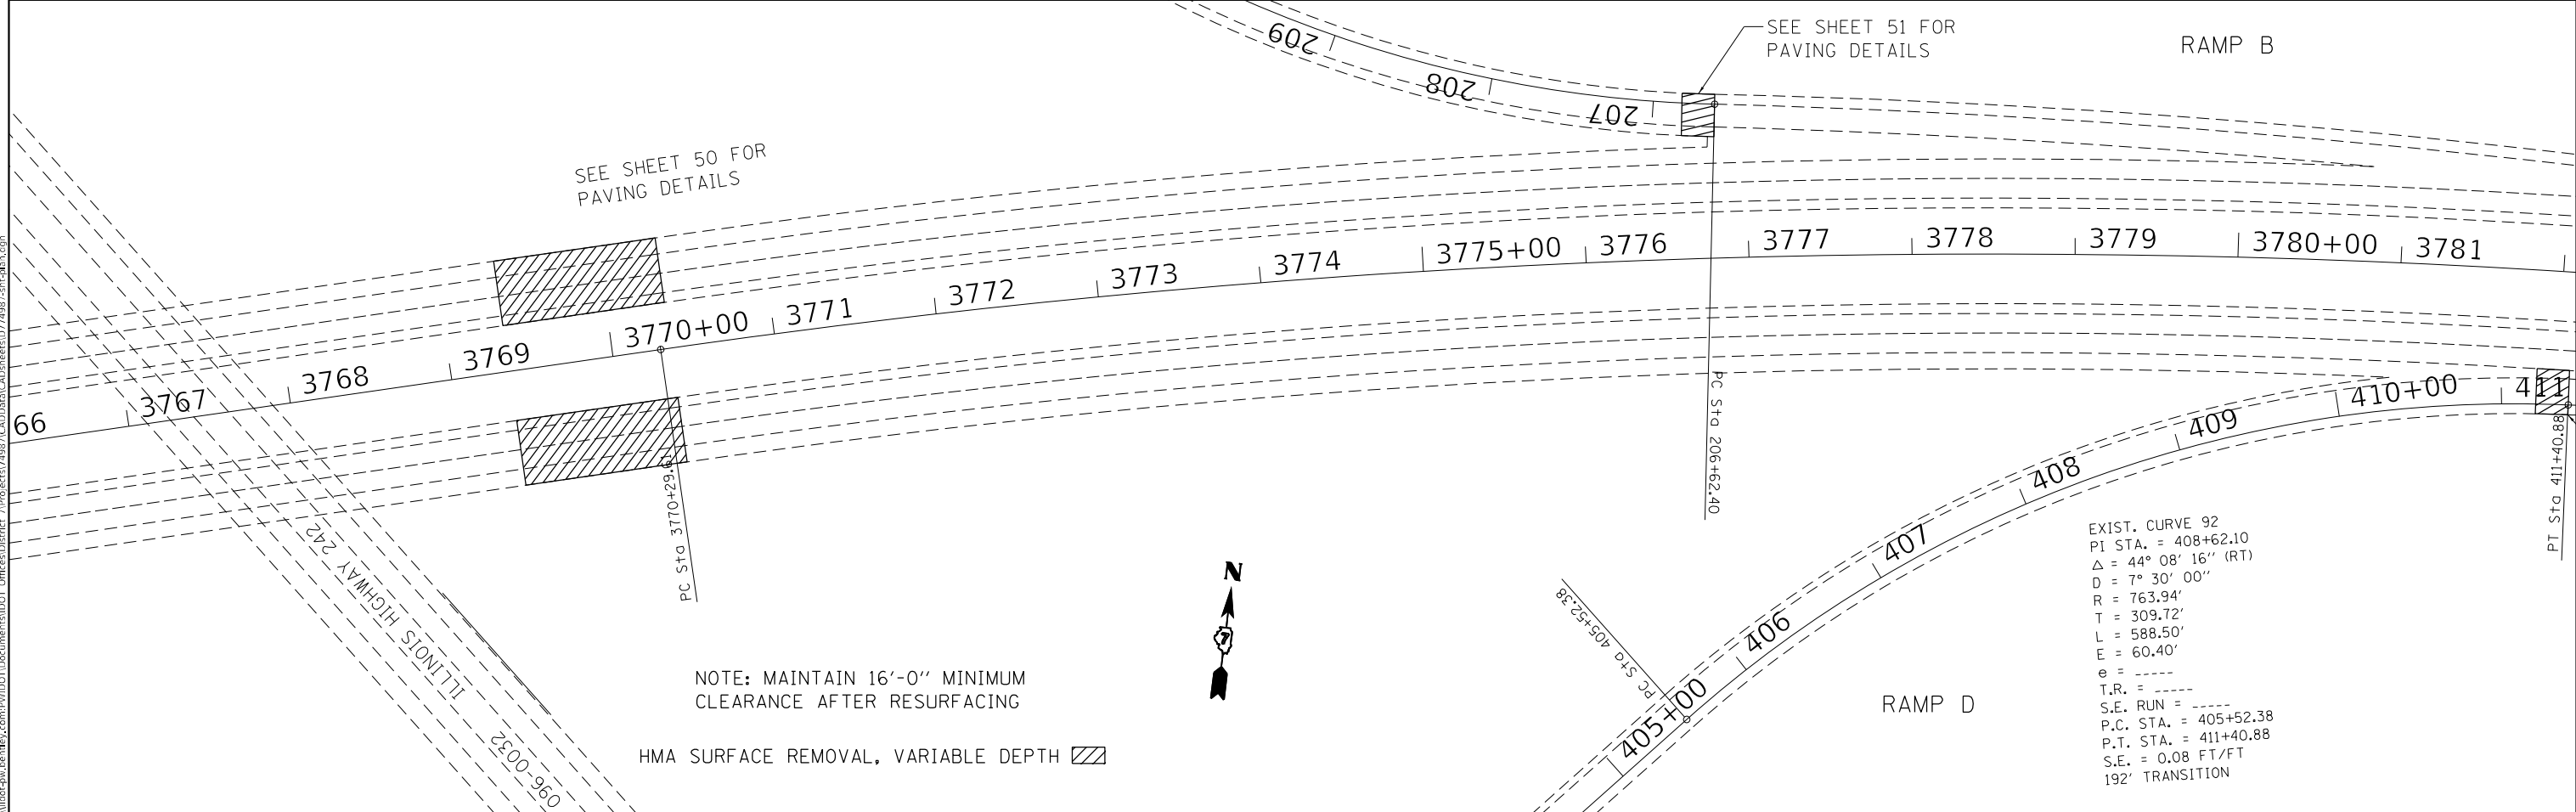 SEE SHEET 51 FOR
PAVING DETAILS
RAMP B
209
208
207
SEE SHEET 50 FOR
PAVING DETAILS
66
3767
3768
3769
3770+00
3771
3772
3773
3774
3775+00
3776
3777
3778
3779
3780+00
3781
PC Sta 3770+29.61
PC Sta 206+62.40
242
ILLINOIS HIGHWAY
096-0032
N
7
NOTE: MAINTAIN 16'-0" MINIMUM
CLEARANCE AFTER RESURFACING
HMA SURFACE REMOVAL, VARIABLE DEPTH
PC Sta 405+52.38
405+00
406
407
408
409
410+00
411
PT Sta 411+40.88
RAMP D
EXIST. CURVE 92
PI STA. = 408+62.10
Δ = 44° 08' 16" (RT)
D = 7° 30' 00"
R = 763.94'
T = 309.72'
L = 588.50'
E = 60.40'
e = -----
T.R. = -----
S.E. RUN = -----
P.C. STA. = 405+52.38
P.T. STA. = 411+40.88
S.E. = 0.08 FT/FT
192' TRANSITION